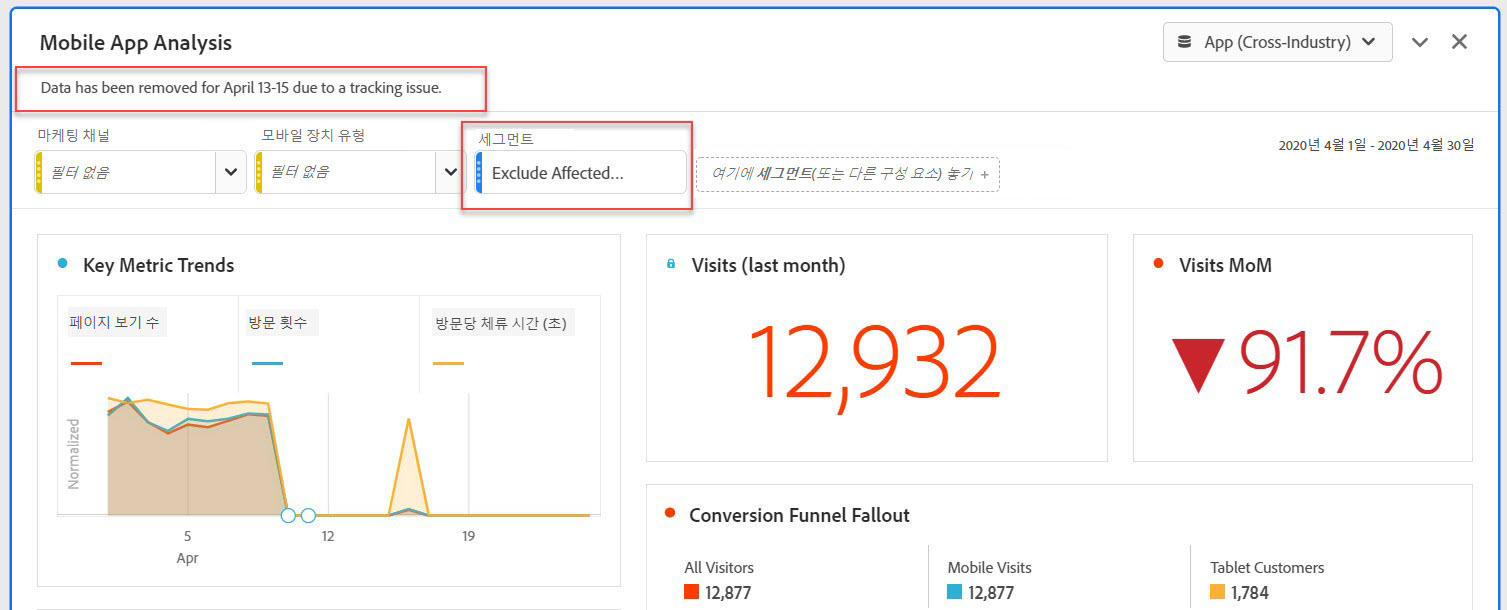 Mobile App Analysis
App (Cross-Industry)
Data has been removed for April 13-15 due to a tracking issue.
마케팅 채널
모바일 장치 유형
세그먼트
필터 없음
필터 없음
Exclude Affected...
여기에 세그먼트(또는 다른 구성 요소) 놓기 +
2020년 4월 1일 - 2020년 4월 30일
Key Metric Trends
페이지 보기 수
방문 횟수
방문당 체류 시간 (초)
Normalized
5
12
19
Apr
Visits (last month)
12,932
Visits MoM
▼91.7%
Conversion Funnel Fallout
All Visitors
Mobile Visits
Tablet Customers
12,877
12,877
1,784